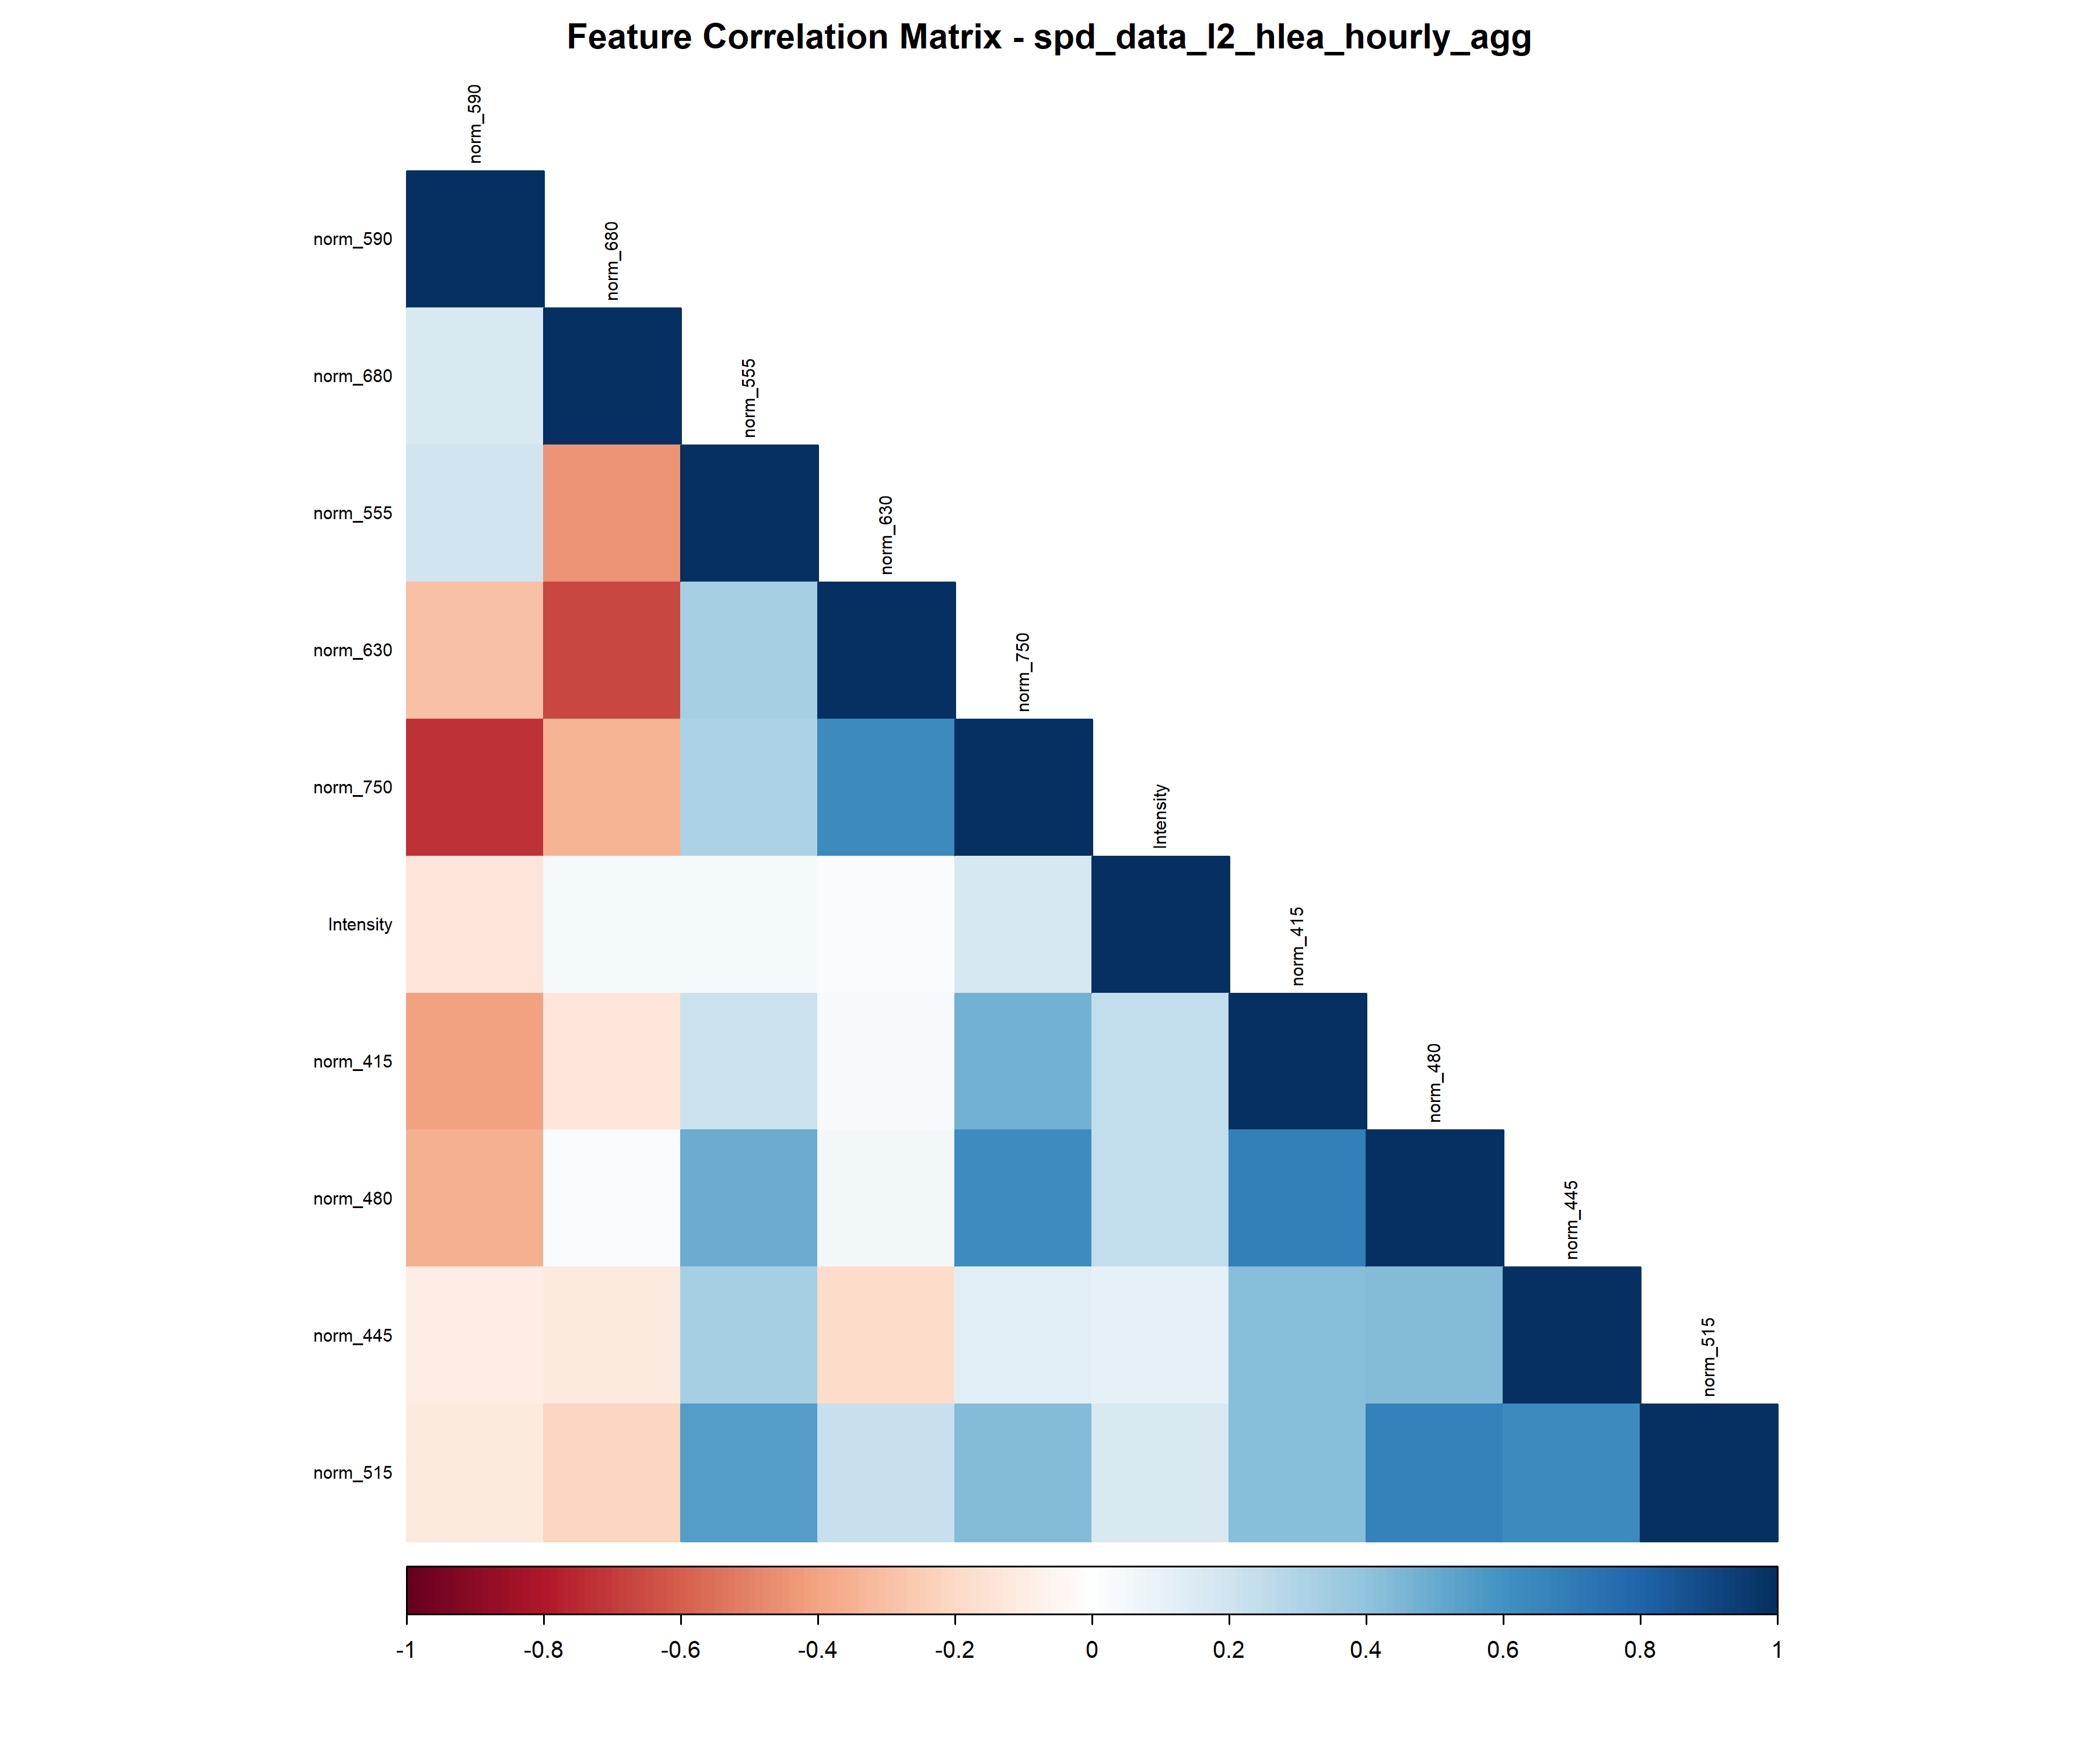 Feature Correlation Matrix - spd_data_l2_hlea_hourly_agg
norm_590
norm_590
norm_680
norm_680
norm_555
norm_555
norm_630
norm_630
norm_750
norm_750
Intensity
Intensity
norm_415
norm_415
norm_480
norm_480
norm_445
norm_445
norm_515
norm_515
-1 -0.8 -0.6 -0.4 -0.2 0 0.2 0.4 0.6 0.8 1